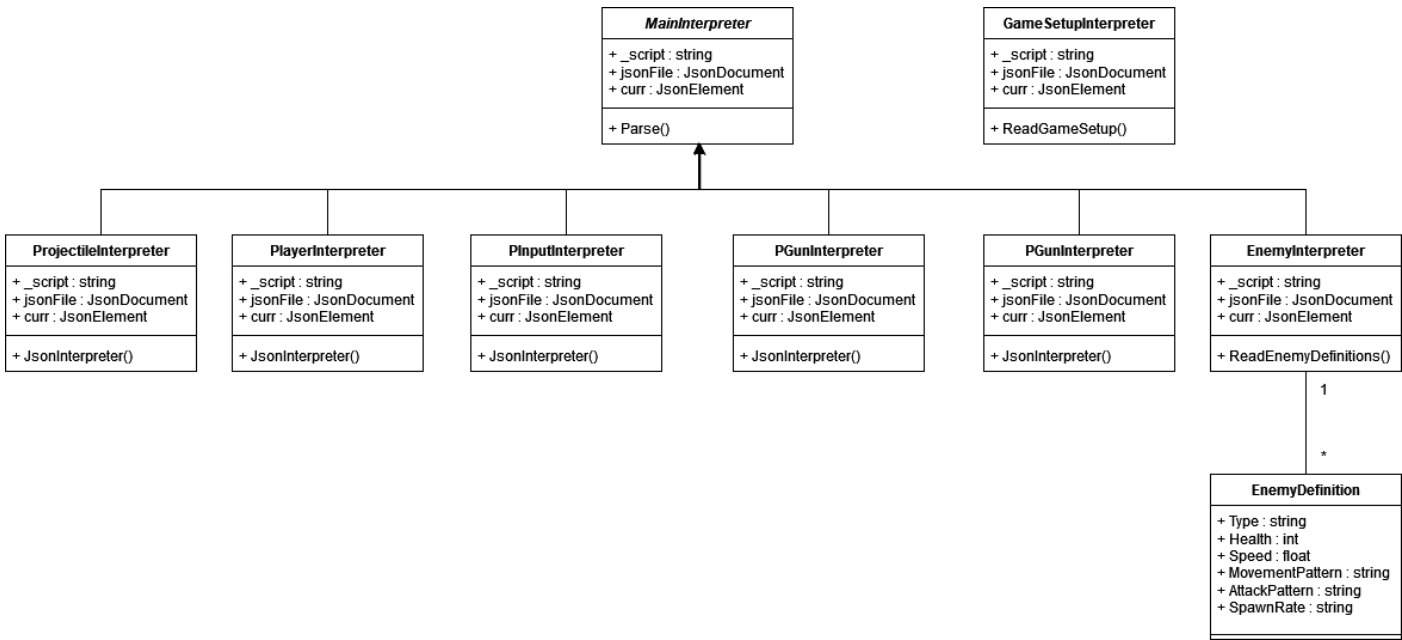 MainInterpreter
+ _script : string
+ jsonFile : JsonDocument
+ curr : JsonElement
+ Parse()
GameSetupInterpreter
+ _script : string
+ jsonFile : JsonDocument
+ curr : JsonElement
+ ReadGameSetup()
ProjectileInterpreter
+ _script : string
+ jsonFile : JsonDocument
+ curr : JsonElement
+ JsonInterpreter()
PlayerInterpreter
+ _script : string
+ jsonFile : JsonDocument
+ curr : JsonElement
+ JsonInterpreter()
PInputInterpreter
+ _script : string
+ jsonFile : JsonDocument
+ curr : JsonElement
+ JsonInterpreter()
PGunInterpreter
+ _script : string
+ jsonFile : JsonDocument
+ curr : JsonElement
+ JsonInterpreter()
PGunInterpreter
+ _script : string
+ jsonFile : JsonDocument
+ curr : JsonElement
+ JsonInterpreter()
EnemyInterpreter
+ _script : string
+ jsonFile : JsonDocument
+ curr : JsonElement
+ ReadEnemyDefinitions()
1
*
EnemyDefinition
+ Type : string
+ Health : int
+ Speed : float
+ MovementPattern : string
+ AttackPattern : string
+ SpawnRate : string